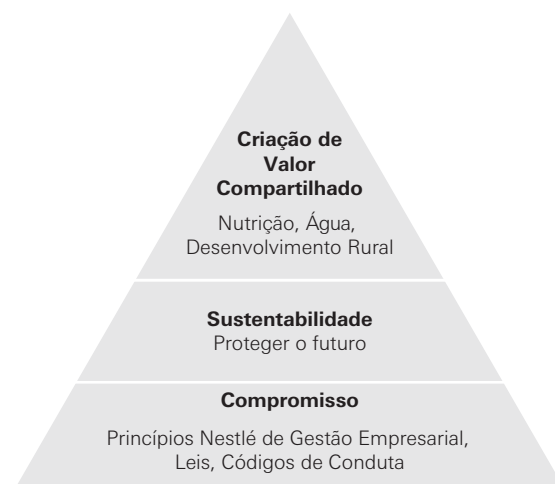 Criação de
Valor
Compartilhado
Nutrição, Água,
Desenvolvimento Rural
Sustentabilidade
Proteger o futuro
Compromisso
Princípios Nestlé de Gestão Empresarial,
Leis, Códigos de Conduta